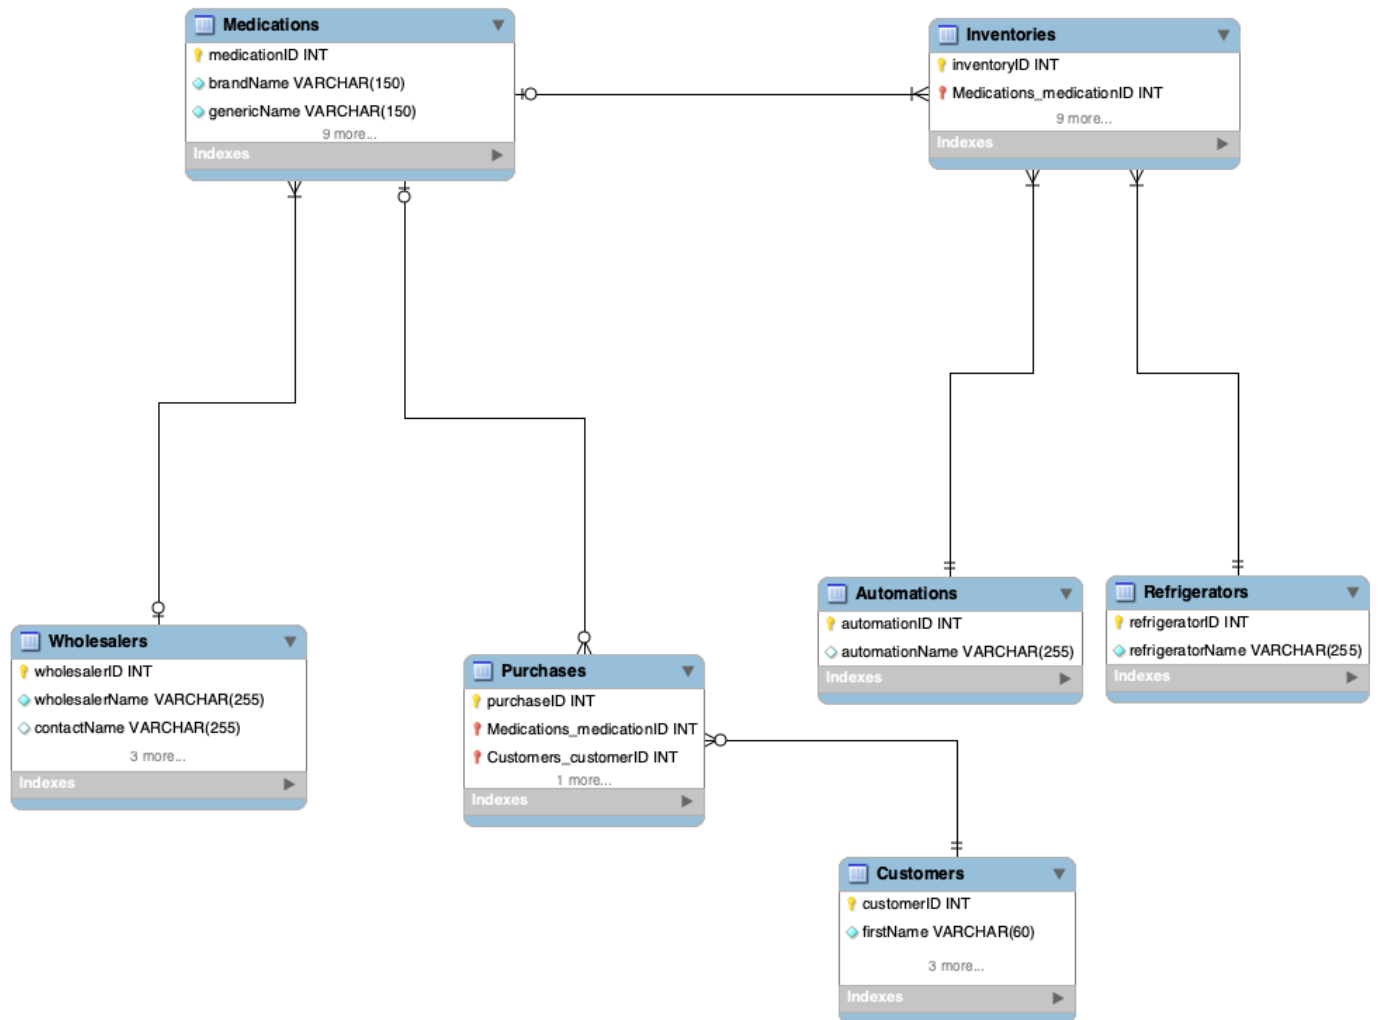 Medications
medicationID INT
brandName VARCHAR(150)
genericName VARCHAR(150)
9 more...
Indexes
Inventories
inventoryID INT
Medications_medicationID INT
9 more...
Indexes
Wholesalers
wholesalerID INT
wholesalerName VARCHAR(255)
contactName VARCHAR(255)
3 more...
Indexes
Purchases
purchaseID INT
Medications_medicationID INT
Customers_customerID INT
1 more...
Indexes
Automations
automationID INT
automationName VARCHAR(255)
Indexes
Refrigerators
refrigeratorID INT
refrigeratorName VARCHAR(255)
Indexes
Customers
customerID INT
firstName VARCHAR(60)
3 more...
Indexes